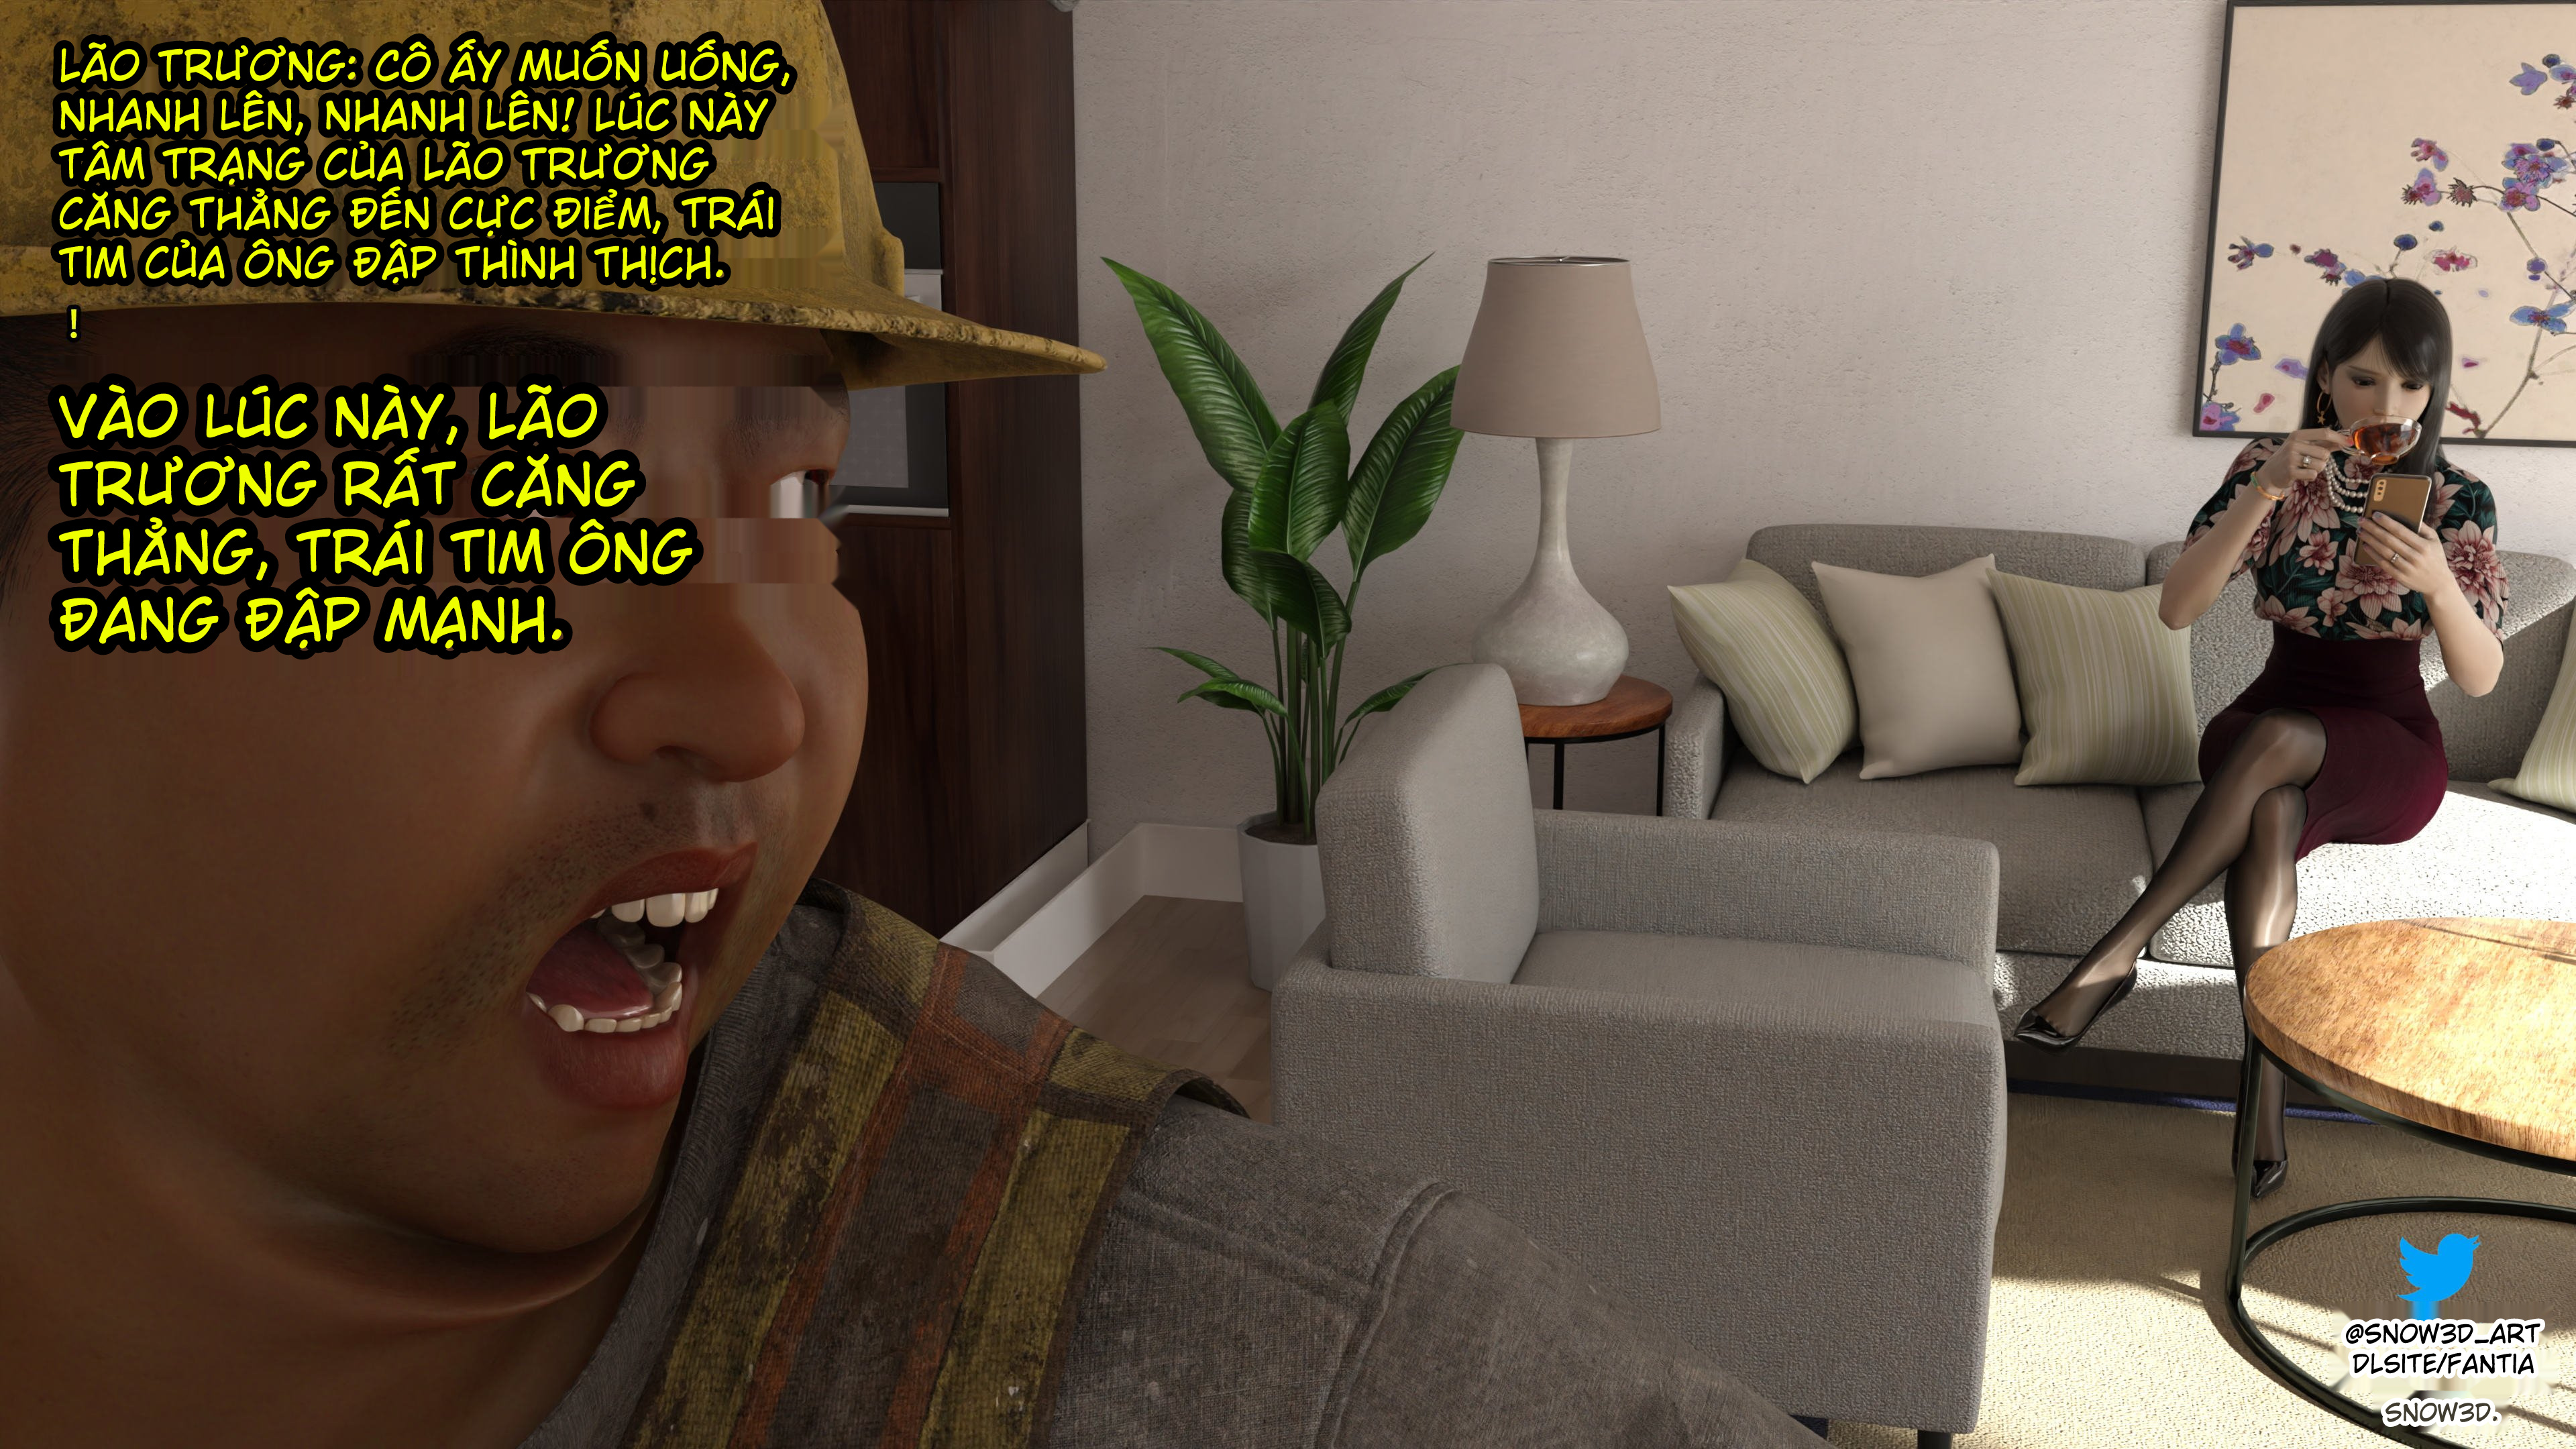 LÃO TRƯƠNG: CÔ ẤY MUỐN UỐNG,
NHANH LÊN, NHANH LÊN! LÚC NÀY
TÂM TRẠNG CỦA LÃO TRƯƠNG
CĂNG THẲNG ĐẾN CỰC ĐIỂM, TRÁI
TIM CỦA ÔNG ĐẬP THÌNH THỊCH.
!
VÀO LÚC NÀY, LÃO
TRƯƠNG RẤT CĂNG
THẲNG, TRÁI TIM ÔNG
ĐANG ĐẬP MẠNH.
@SNOW3D_ART
DLSITE/FANTIA
SNOW3D.